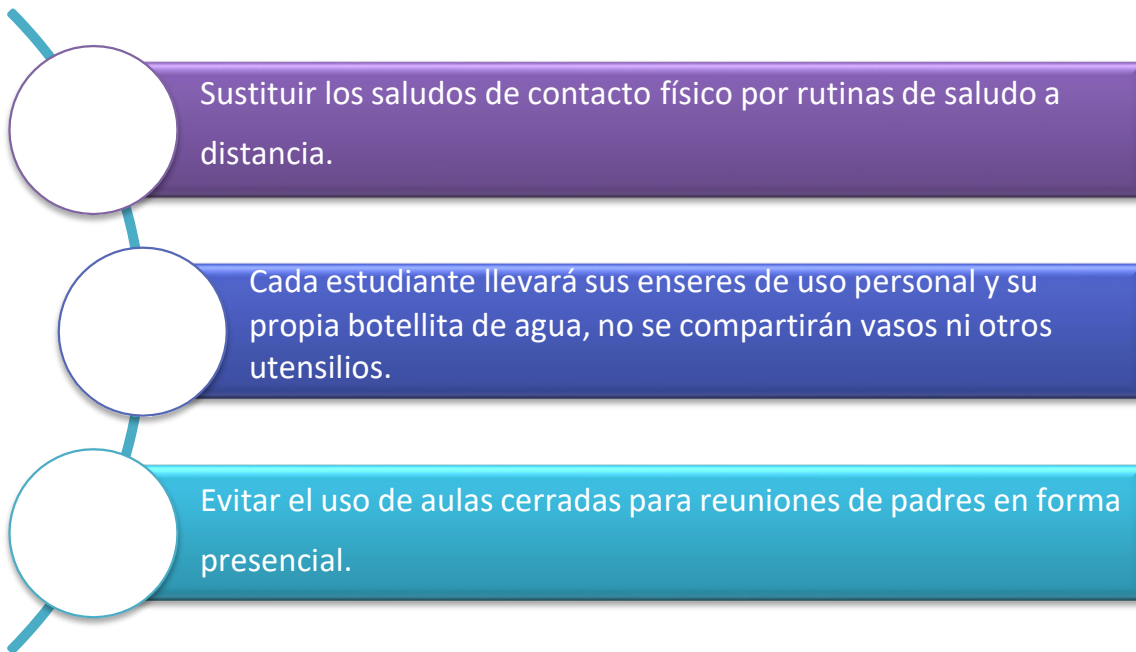 Sustituir los saludos de contacto físico por rutinas de saludo a
distancia.
Cada estudiante llevará sus enseres de uso personal y su
propia botellita de agua, no se compartirán vasos ni otros
utensilios.
Evitar el uso de aulas cerradas para reuniones de padres en forma
presencial.